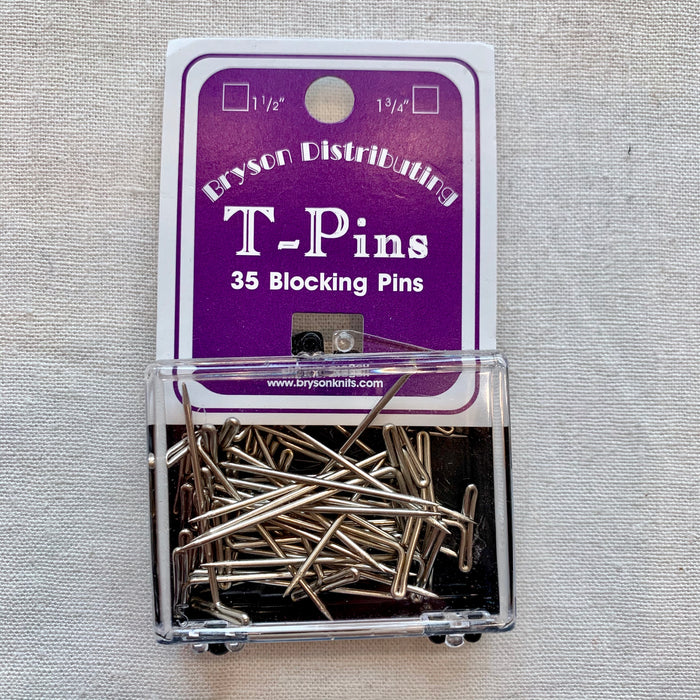 1 1/2" 1 3/4"
Bryson Distributing
T-Pins
35 Blocking Pins
www.brysonknits.com